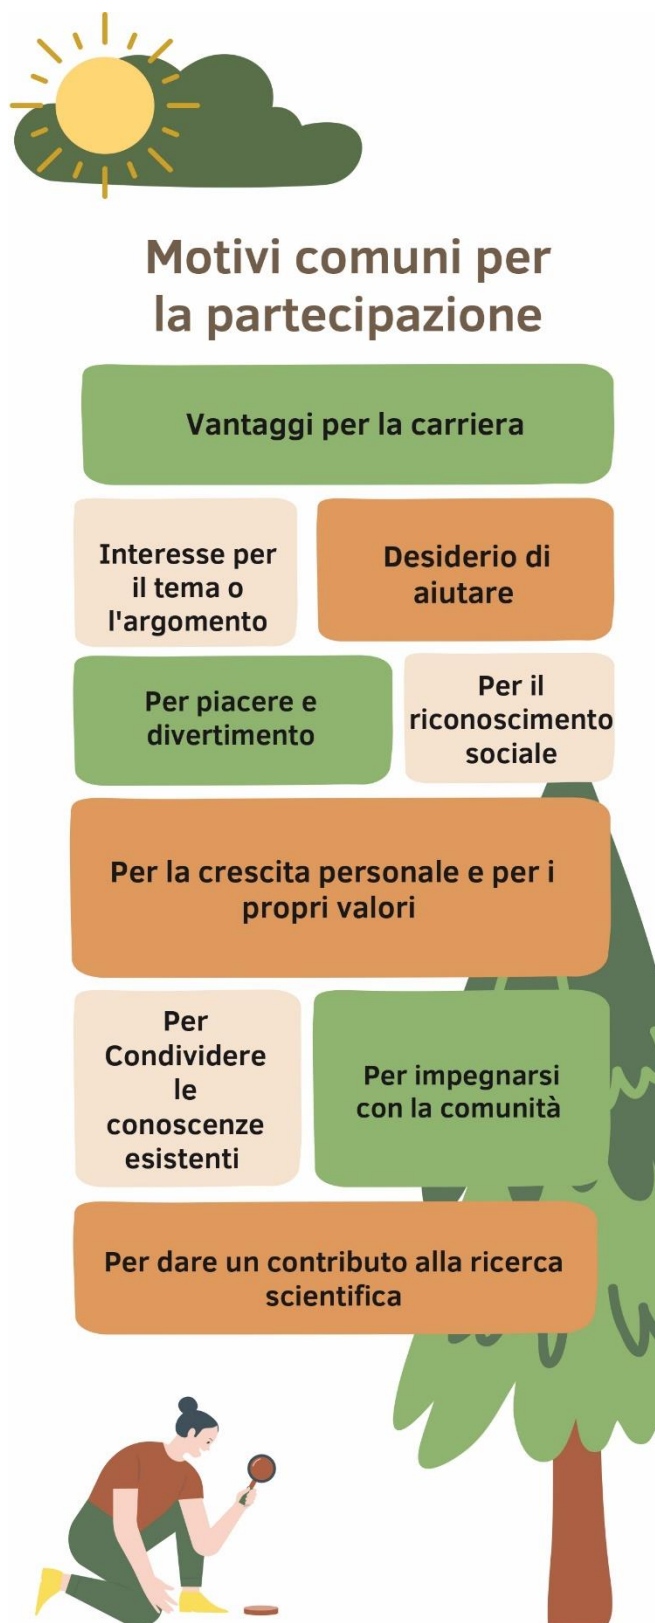 Motivi comuni per
la partecipazione
Vantaggi per la carriera
Interesse per
il tema o
l'argomento
Desiderio di
aiutare
Per piacere e
divertimento
Per il
riconoscimento
sociale
Per la crescita personale e per i
propri valori
Per
Condividere
le
conoscenze
esistenti
Per impegnarsi
con la comunità
Per dare un contributo alla ricerca
scientifica